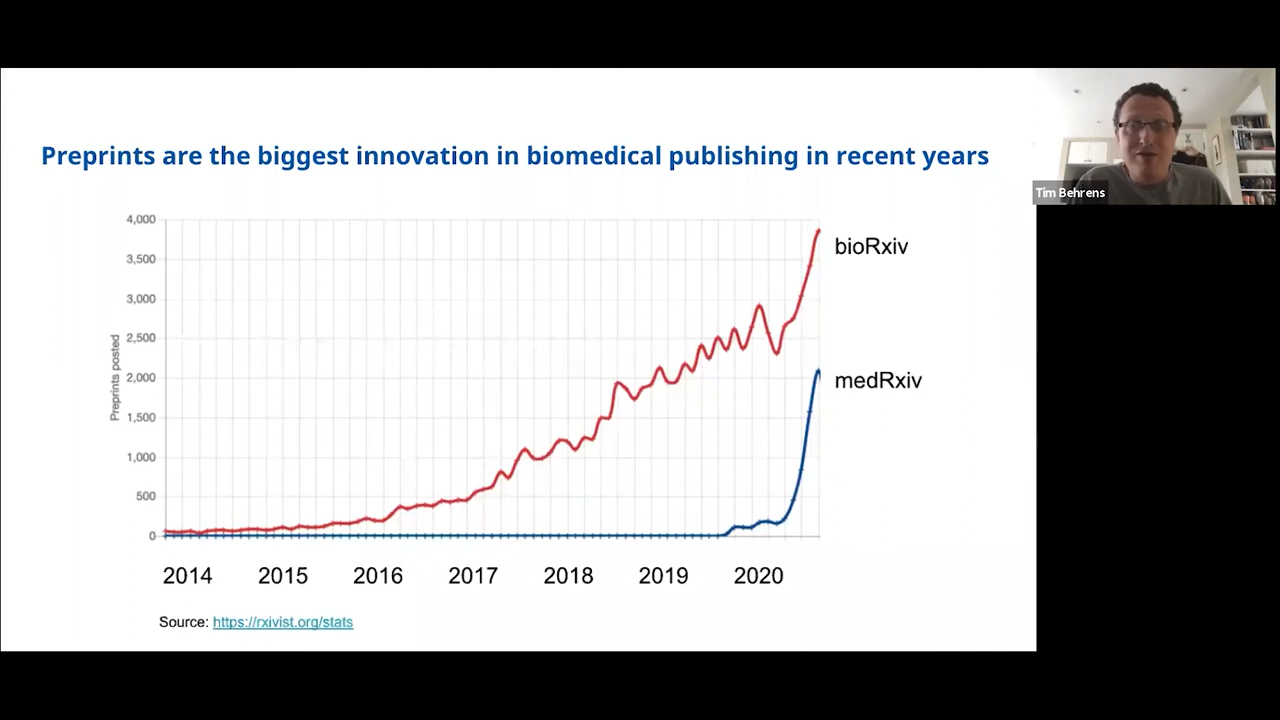 Preprints are the biggest innovation in biomedical publishing in recent years
Tim Behrens
4,000
3,500
3,000
2,500
2,000
1,500
1,000
500
0
Preprints posted
bioRxiv
medRxiv
2014 2015 2016 2017 2018 2019 2020
Source: https://rxivist.org/stats